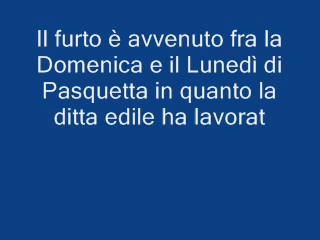 Il furto è avvenuto fra la
Domenica e il Lunedì di
Pasquetta in quanto la
ditta edile ha lavorat